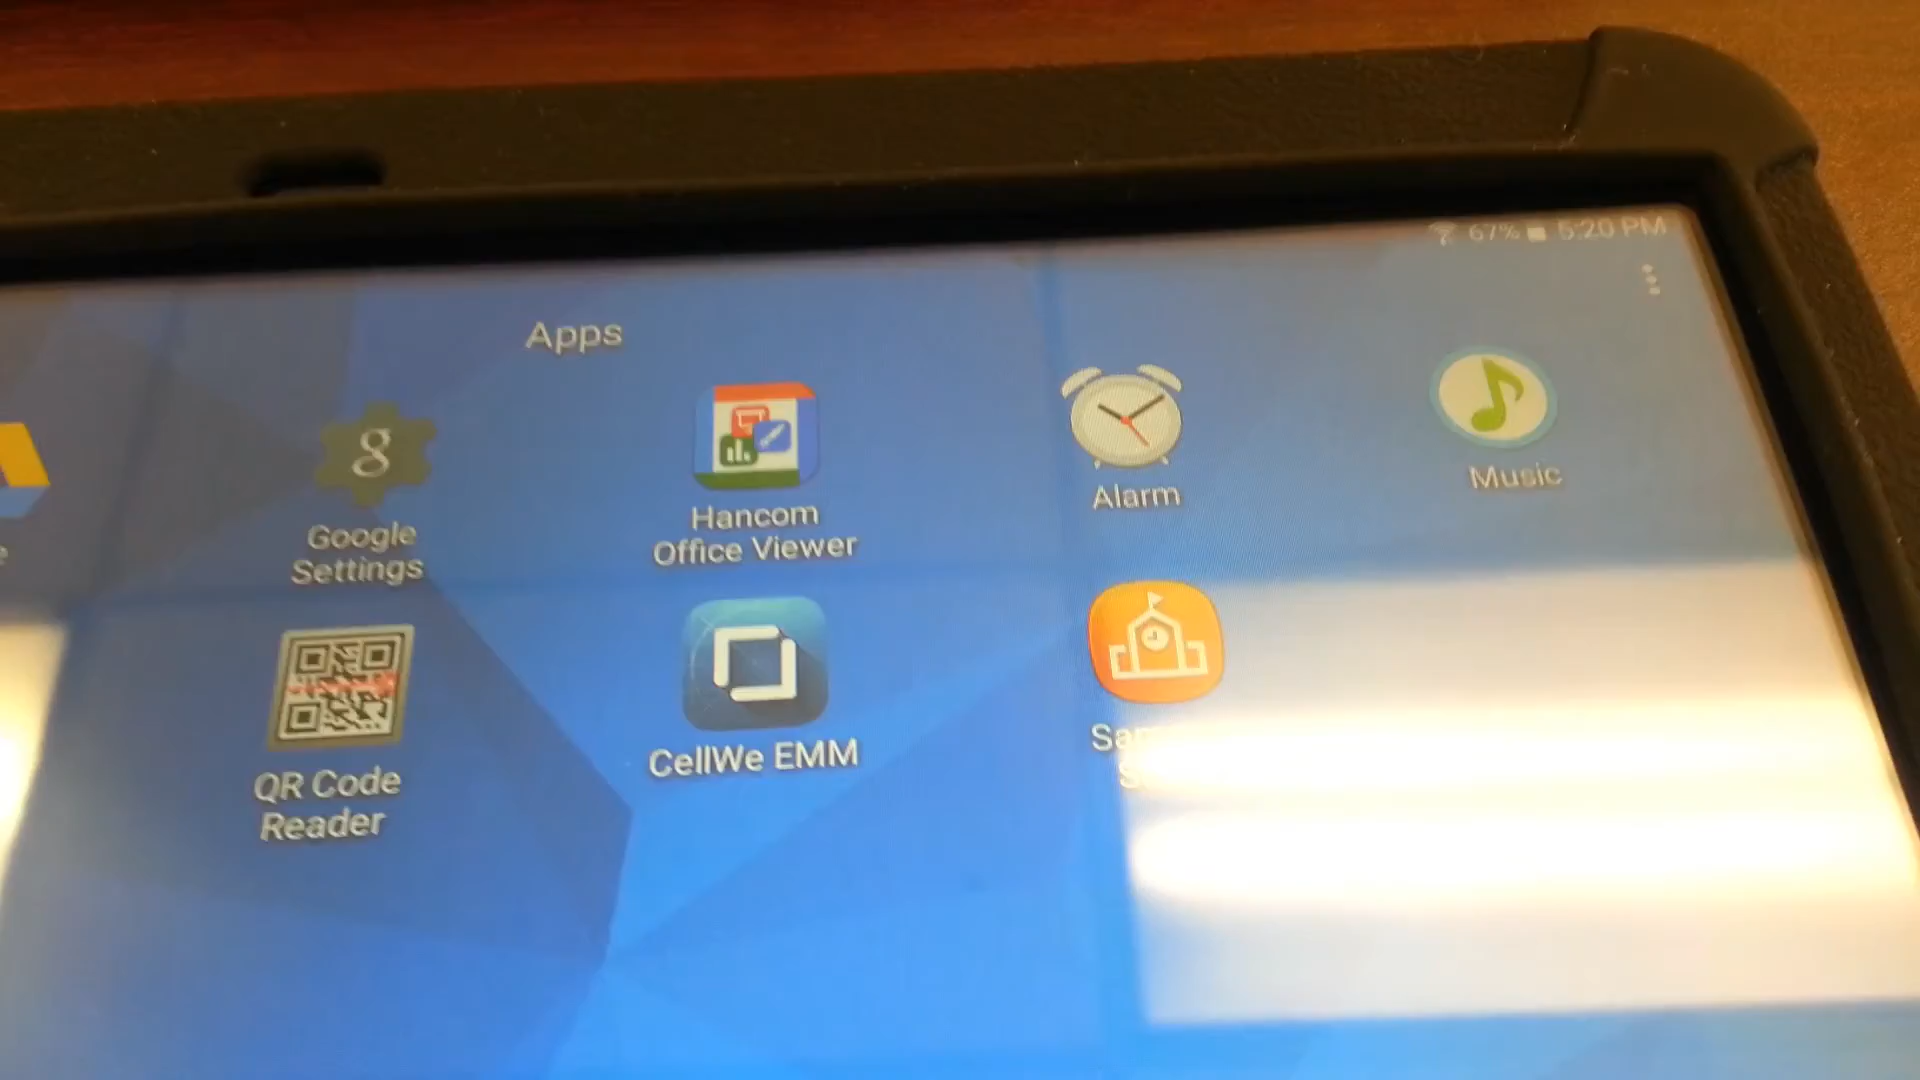 67% 5:20 PM
Apps
g
Google
Settings
Hancom
Office Viewer
Alarm
Music
QR Code
Reader
CellWe EMM